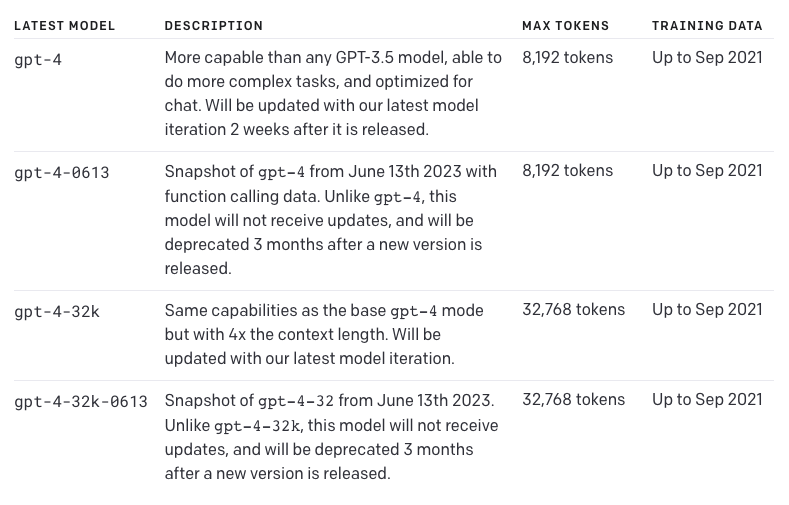 LATEST MODEL DESCRIPTION MAX TOKENS TRAINING DATA
gpt-4 More capable than any GPT-3.5 model, able to 8,192 tokens Up to Sep 2021
do more complex tasks, and optimized for
chat. Will be updated with our latest model
iteration 2 weeks after it is released.
gpt-4-0613 Snapshot of gpt-4 from June 13th 2023 with 8,192 tokens Up to Sep 2021
function calling data. Unlike gpt-4, this
model will not receive updates, and will be
deprecated 3 months after a new version is
released.
gpt-4-32k Same capabilities as the base gpt-4 mode 32,768 tokens Up to Sep 2021
but with 4x the context length. Will be
updated with our latest model iteration.
gpt-4-32k-0613 Snapshot of gpt-4-32 from June 13th 2023. 32,768 tokens Up to Sep 2021
Unlike gpt-4-32k, this model will not receive
updates, and will be deprecated 3 months
after a new version is released.